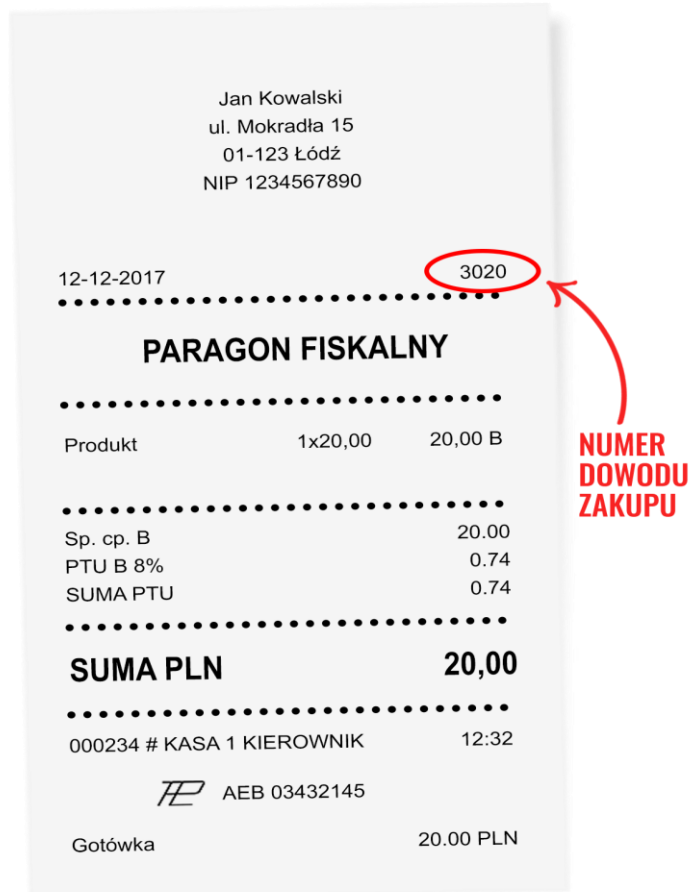 Jan Kowalski
ul. Mokradła 15
01-123 Łódź
NIP 1234567890
12-12-2017 3020
PARAGON FISKALNY
Produkt 1x20,00 20,00 B
Sp. cp. B 20.00
PTU B 8% 0.74
SUMA PTU 0.74
SUMA PLN 20,00
000234 # KASA 1 KIEROWNIK 12:32
AEB 03432145
Gotówka 20.00 PLN
NUMER
DOWODU
ZAKUPU